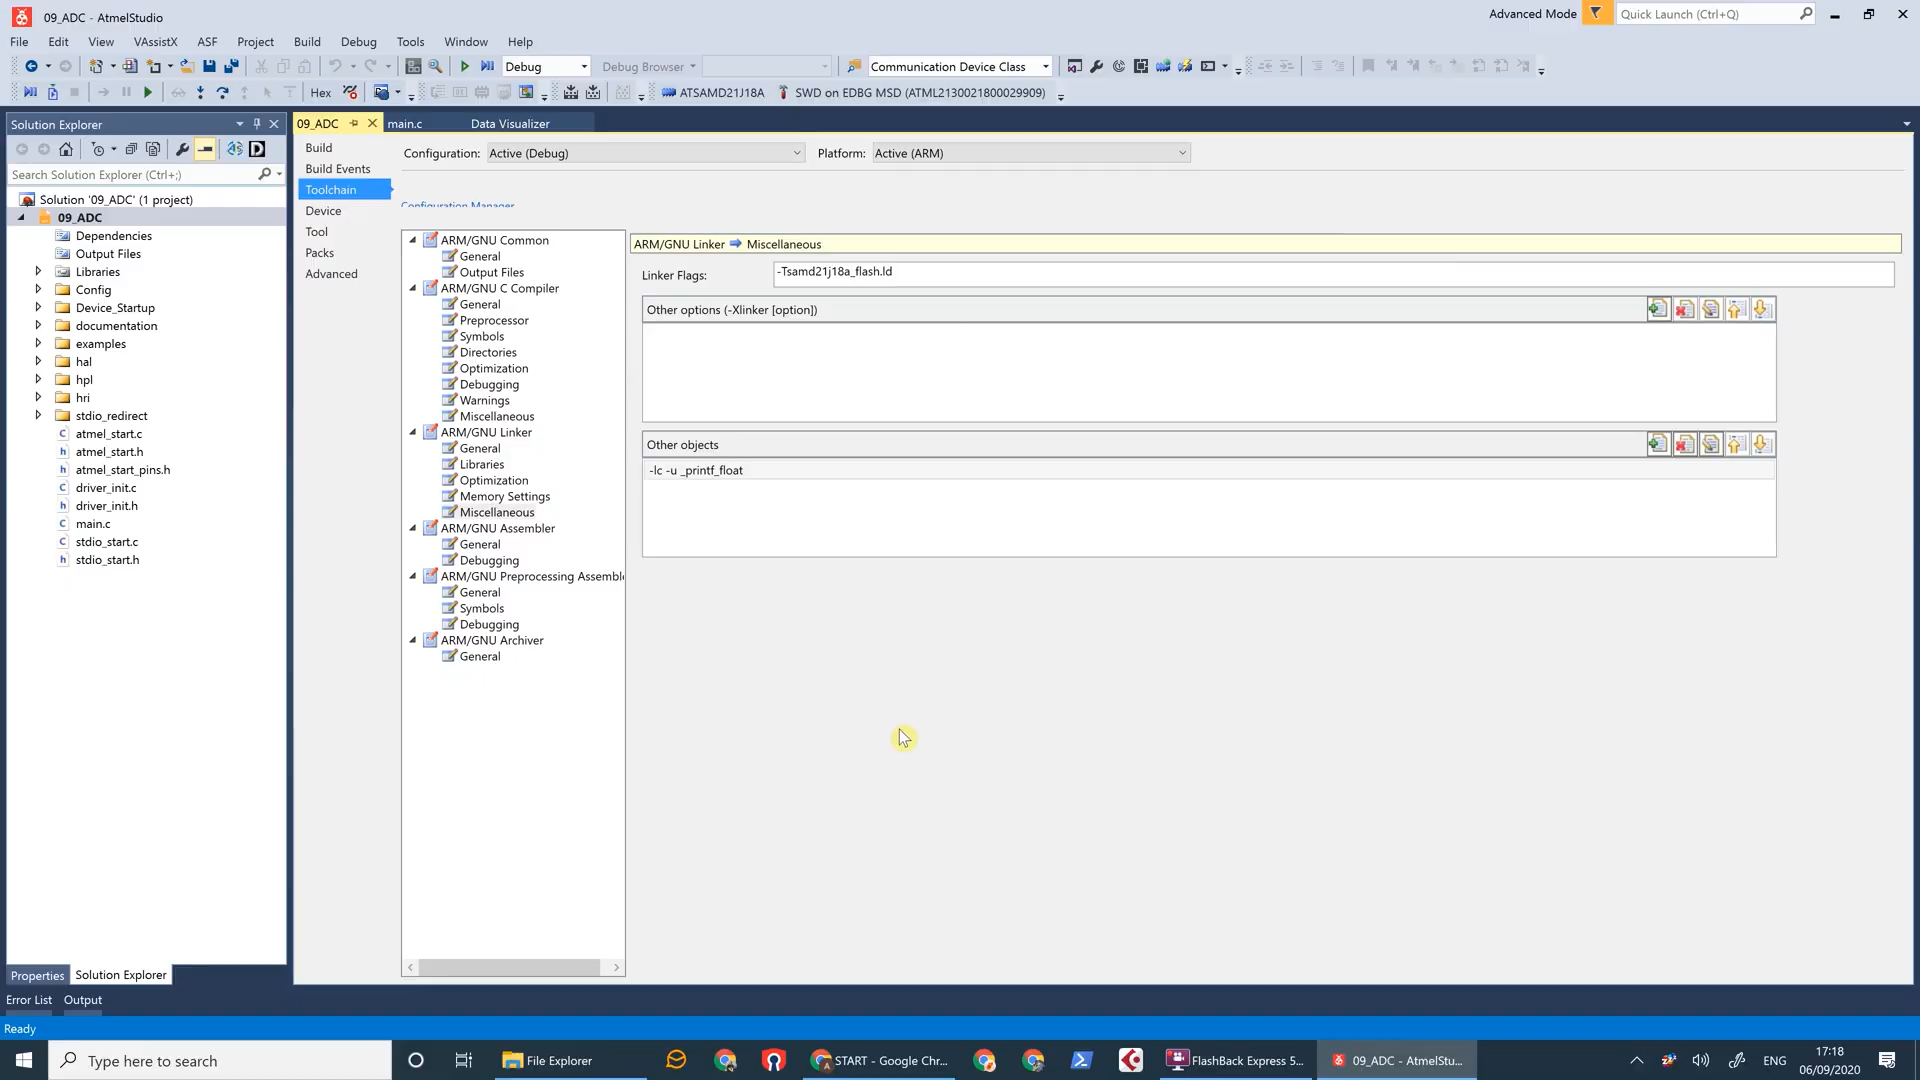 09_ADC - AtmelStudio
Advanced Mode
Quick Launch (Ctrl+Q)
File Edit View VAssistX ASF Project Build Debug Tools Window Help
Debug
Debug Browser
Communication Device Class
Hex
ATSAMD21J18A
SWD on EDBG MSD (ATML2130021800029909)
Solution Explorer
Search Solution Explorer (Ctrl+;)
Solution '09_ADC' (1 project)
09_ADC
Dependencies
Output Files
Libraries
Config
Device_Startup
documentation
examples
hal
hpl
hri
stdio_redirect
atmel_start.c
atmel_start.h
atmel_start_pins.h
driver_init.c
driver_init.h
main.c
stdio_start.c
stdio_start.h
Properties
Solution Explorer
09_ADC
main.c
Data Visualizer
Build
Build Events
Toolchain
Device
Tool
Packs
Advanced
Configuration: Active (Debug)
Platform: Active (ARM)
Configuration Manager
ARM/GNU Common
General
Output Files
ARM/GNU C Compiler
General
Preprocessor
Symbols
Directories
Optimization
Debugging
Warnings
Miscellaneous
ARM/GNU Linker
General
Libraries
Optimization
Memory Settings
Miscellaneous
ARM/GNU Assembler
General
Debugging
ARM/GNU Preprocessing Assemble
General
Symbols
Debugging
ARM/GNU Archiver
General
ARM/GNU Linker Miscellaneous
Linker Flags: -Tsamd21j18a_flash.ld
Other options (-Xlinker [option])
Other objects
-lc -u _printf_float
Error List
Output
Ready
Type here to search
File Explorer
START - Google Chr...
FlashBack Express 5...
09_ADC - AtmelStu...
ENG
17:18
06/09/2020